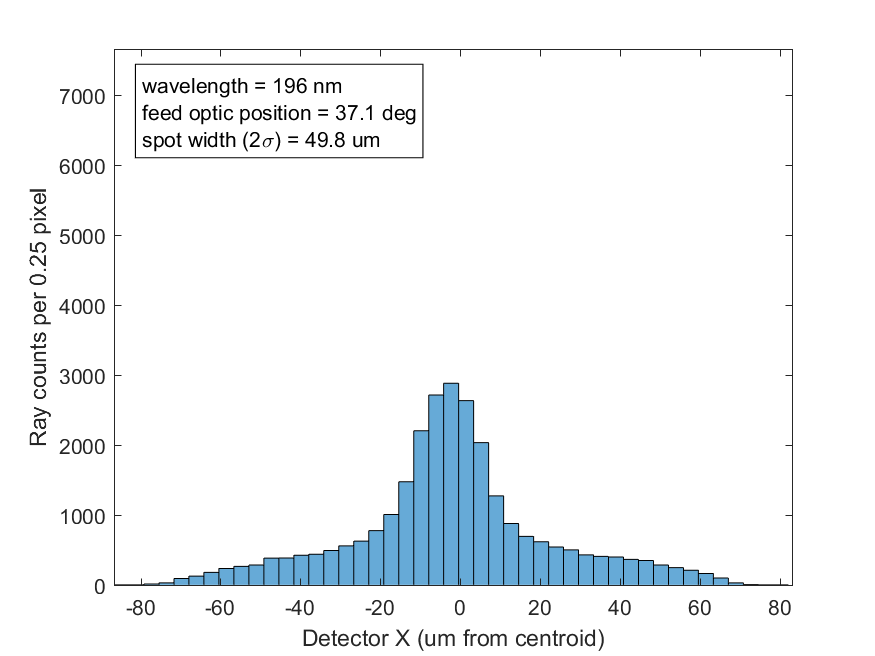 wavelength = 196 nm
feed optic position = 37.1 deg
spot width (2σ) = 49.8 um
7000
6000
5000
4000
3000
2000
1000
0
Ray counts per 0.25 pixel
-80 -60 -40 -20 0 20 40 60 80
Detector X (um from centroid)